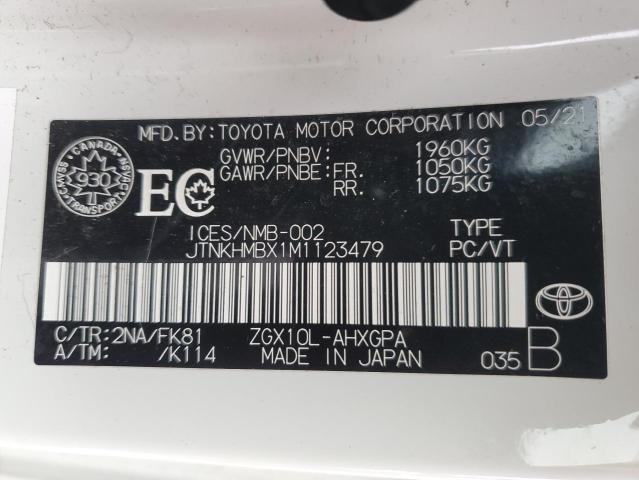 MFD.BY:TOYOTA MOTOR CORPORATION 05/21
GVWR/PNBV: 1960KG
GAWR/PNBE:FR. 1050KG
RR. 1075KG
CANADA
CMVSS NSVAC
930
TRANSPORT
EC
ICES/NMB-002 TYPE
JTNKHMBX1M1123479 PC/VT
C/TR:2NA/FK81 ZGX10L-AHXGPA
A/TM: /K114 MADE IN JAPAN 035 B